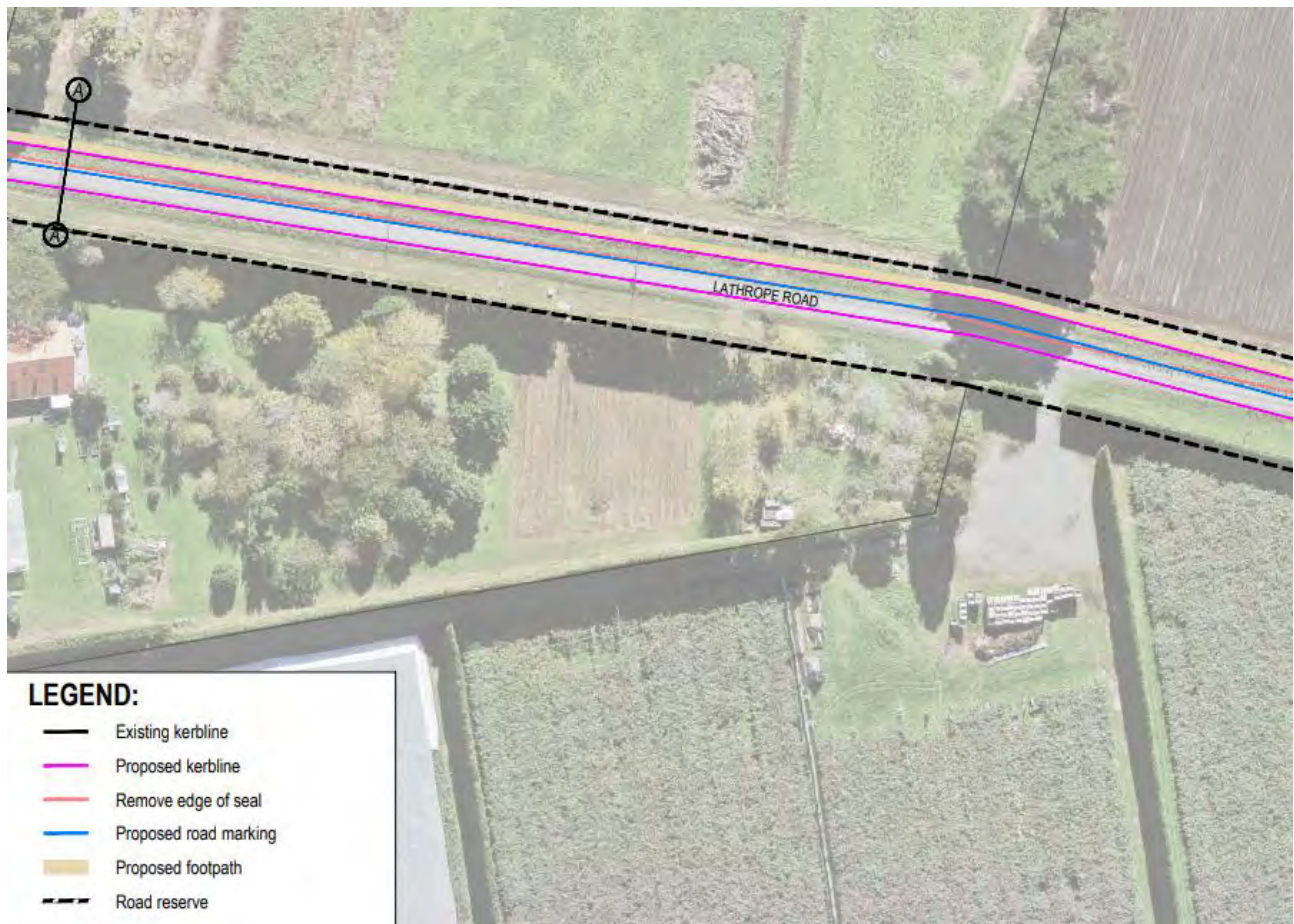 A
A
LATHROPE ROAD
LEGEND:
Existing kerbline
Proposed kerbline
Remove edge of seal
Proposed road marking
Proposed footpath
Road reserve